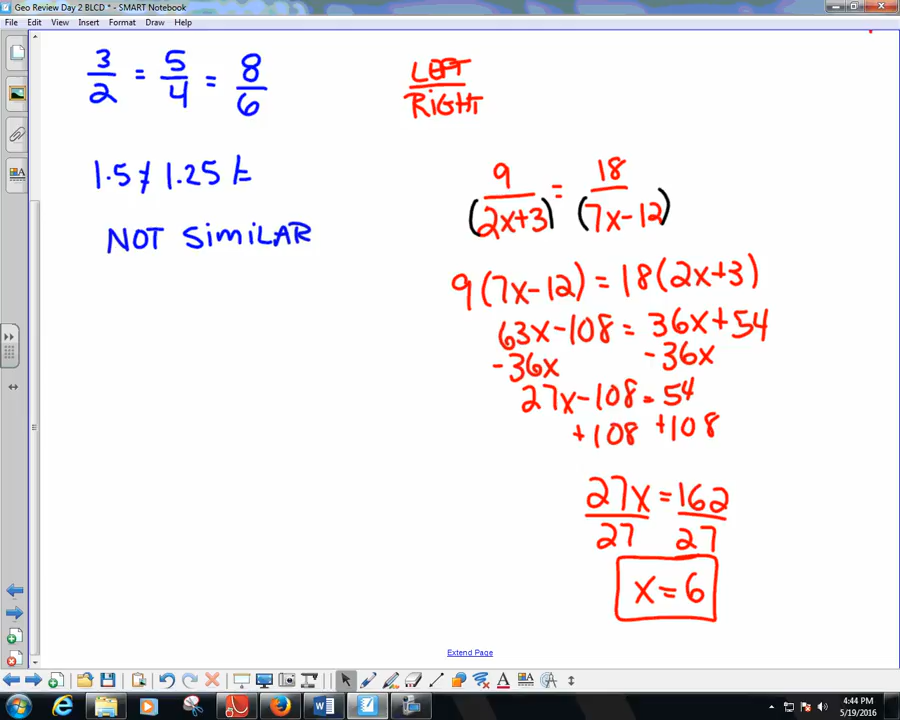 Geo Review Day 2 BLCD * - SMART Notebook
File Edit View Insert Format Draw Help
3/2 = 5/4 = 8/6
1.5 ≠ 1.25 ≠
NOT SIMILAR
LEFT
RIGHT
9/(2x+3) = 18/(7x-12)
9(7x-12) = 18(2x+3)
63x-108 = 36x+54
-36x -36x
27x-108 = 54
+108 +108
27x = 162
27 27
x = 6
Extend Page
4:44 PM
5/19/2016